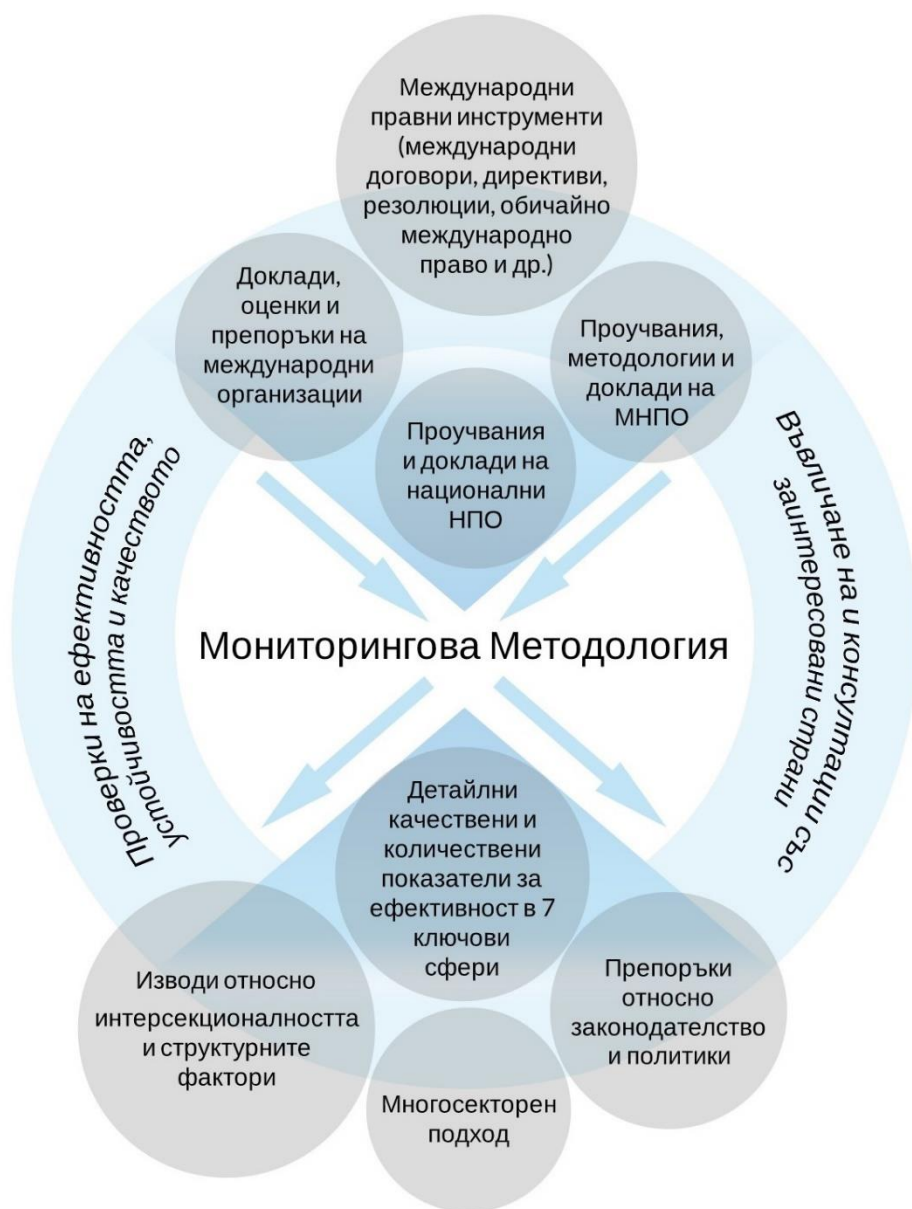 Международни
правни инструменти
(международни
договори, директиви,
резолюции, обичайно
международно
право и др.)
Доклади,
оценки и
препоръки на
международни
организации
Проучвания,
методологии и
доклади на
МНПО
Проучвания
и доклади на
национални
НПО
Проверки на ефективността,
устойчивостта и качеството
Въвличане на и консултации със
заинтересовани страни
Мониторингова Методология
Детайлни
качествени и
количествени
показатели за
ефективност в 7
ключови
сфери
Изводи относно
интерсекционалността
и структурните
фактори
Препоръки
относно
законодателство
и политики
Многосекторен
подход